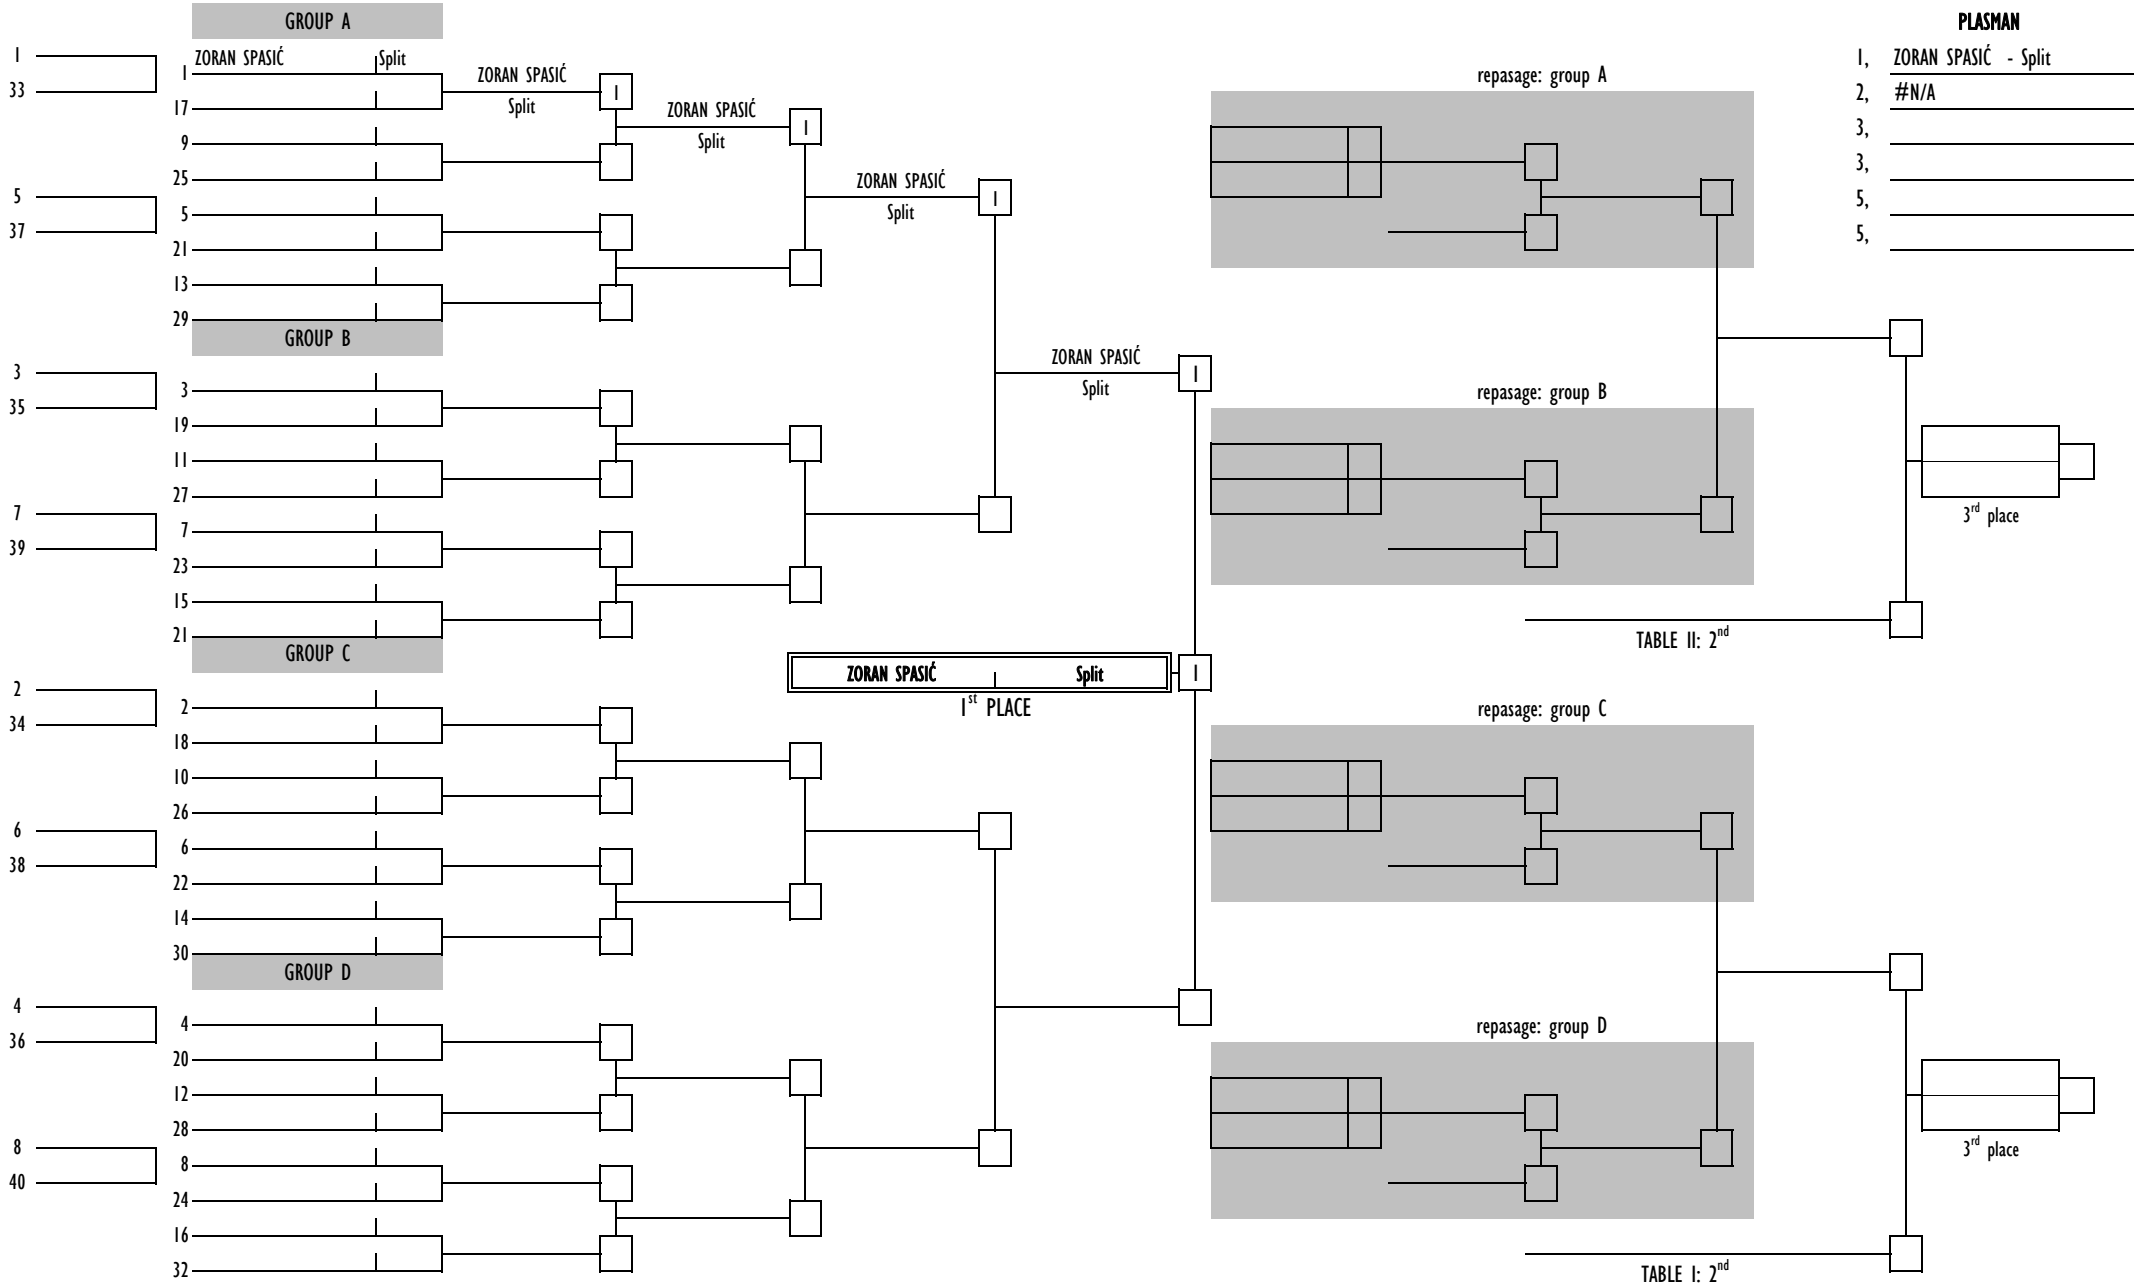 GROUP A
1
33
5
37
1 ZORAN SPASIĆ Split
17
9
25
5
21
13
29
GROUP B
3
35
7
39
3
19
11
27
7
23
15
21
GROUP C
2
34
6
38
2
18
10
26
6
22
14
30
GROUP D
4
36
8
40
4
20
12
28
8
24
16
32
ZORAN SPASIĆ
Split
1
ZORAN SPASIĆ
Split
1
ZORAN SPASIĆ
Split
1
ZORAN SPASIĆ
Split
1
ZORAN SPASIĆ Split
1
1st PLACE
repasage: group A
repasage: group B
TABLE II: 2nd
3rd place
repasage: group C
repasage: group D
TABLE I: 2nd
3rd place
PLASMAN
1, ZORAN SPASIĆ - Split
2, #N/A
3,
3,
5,
5,